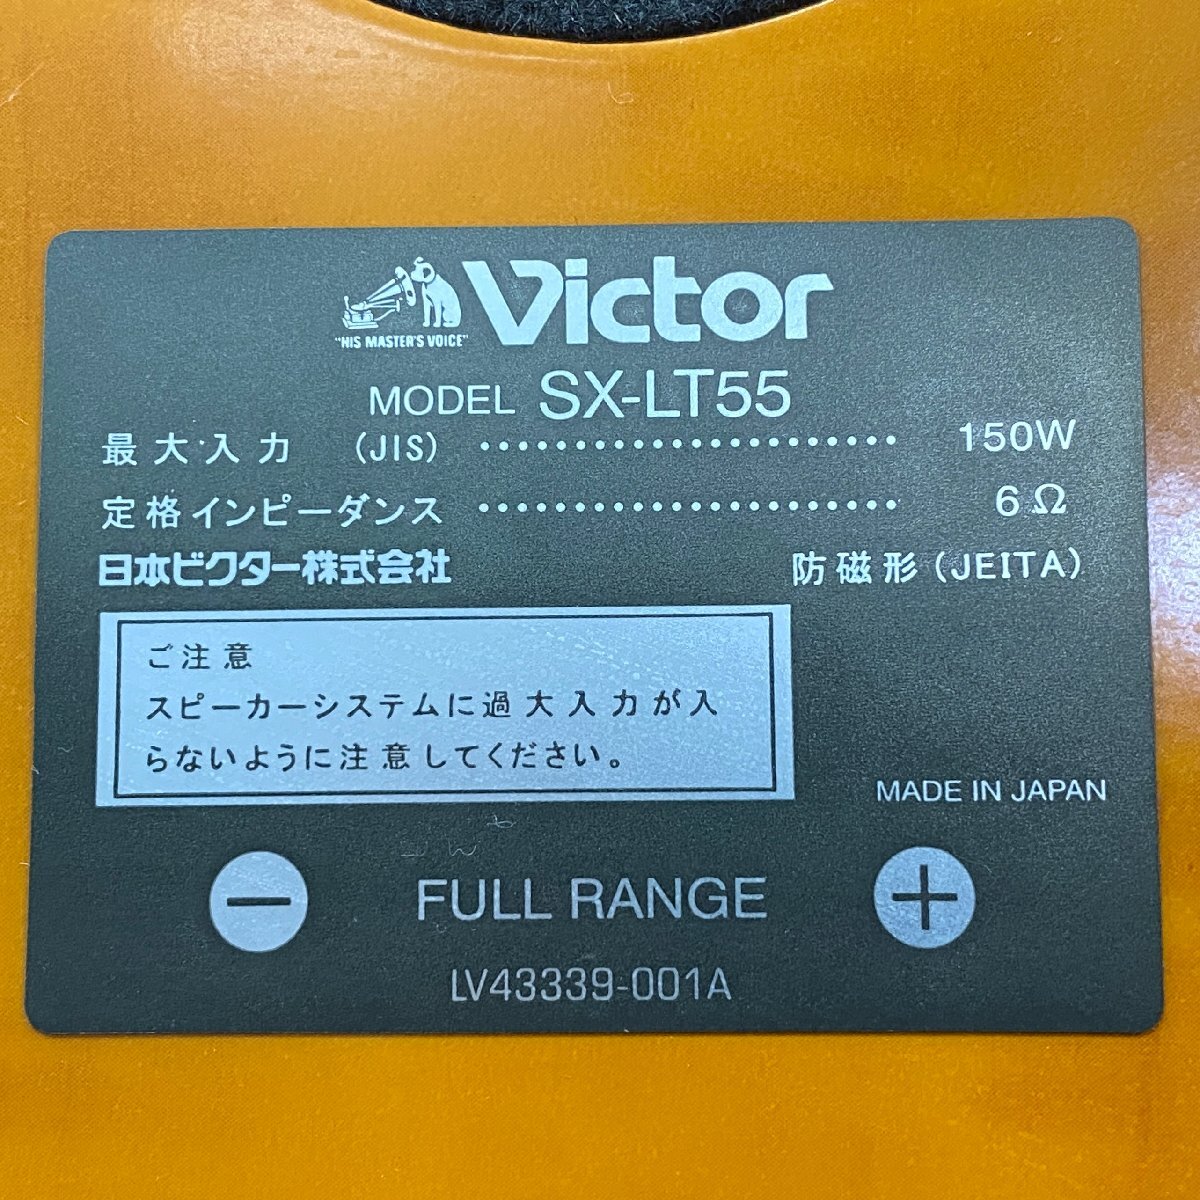 Victor
"HIS MASTER'S VOICE"
MODEL SX-LT55
最大入力 (JIS) ······················ 150W
定格インピーダンス ······················ 6Ω
日本ビクター株式会社 防磁形(JEITA)
ご注意
スピーカーシステムに過大入力が入
らないように注意してください。
MADE IN JAPAN
− FULL RANGE +
LV43339-001A